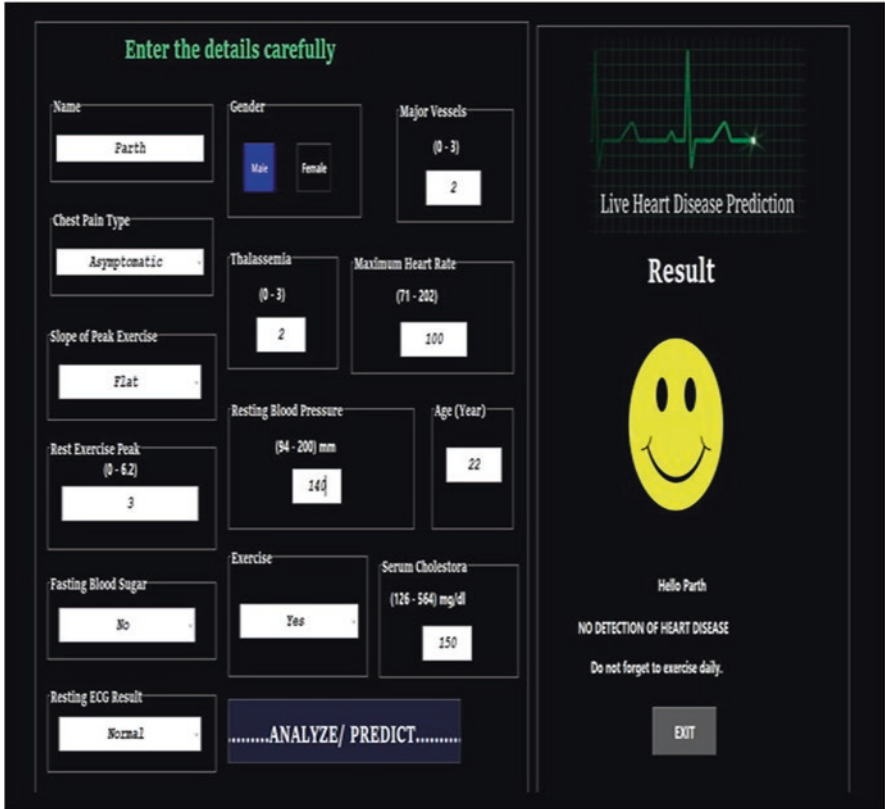 Enter the details carefully
Name
Parth
Gender
Male
Female
Major Vessels
(0 - 3)
2
Chest Pain Type
Asymptomatic
Thalassemia
(0 - 3)
2
Maximum Heart Rate
(71 - 202)
100
Slope of Peak Exercise
Flat
Resting Blood Pressure
(94 - 200) mm
140
Age (Year)
22
Rest Exercise Peak
(0 - 6.2)
3
Exercise
Yes
Serum Cholestora
(126 - 564) mg/dl
150
Fasting Blood Sugar
No
Resting ECG Result
Normal
.........ANALYZE/ PREDICT..........
Live Heart Disease Prediction
Result
Hello Parth
NO DETECTION OF HEART DISEASE
Do not forget to exercise daily.
EXIT